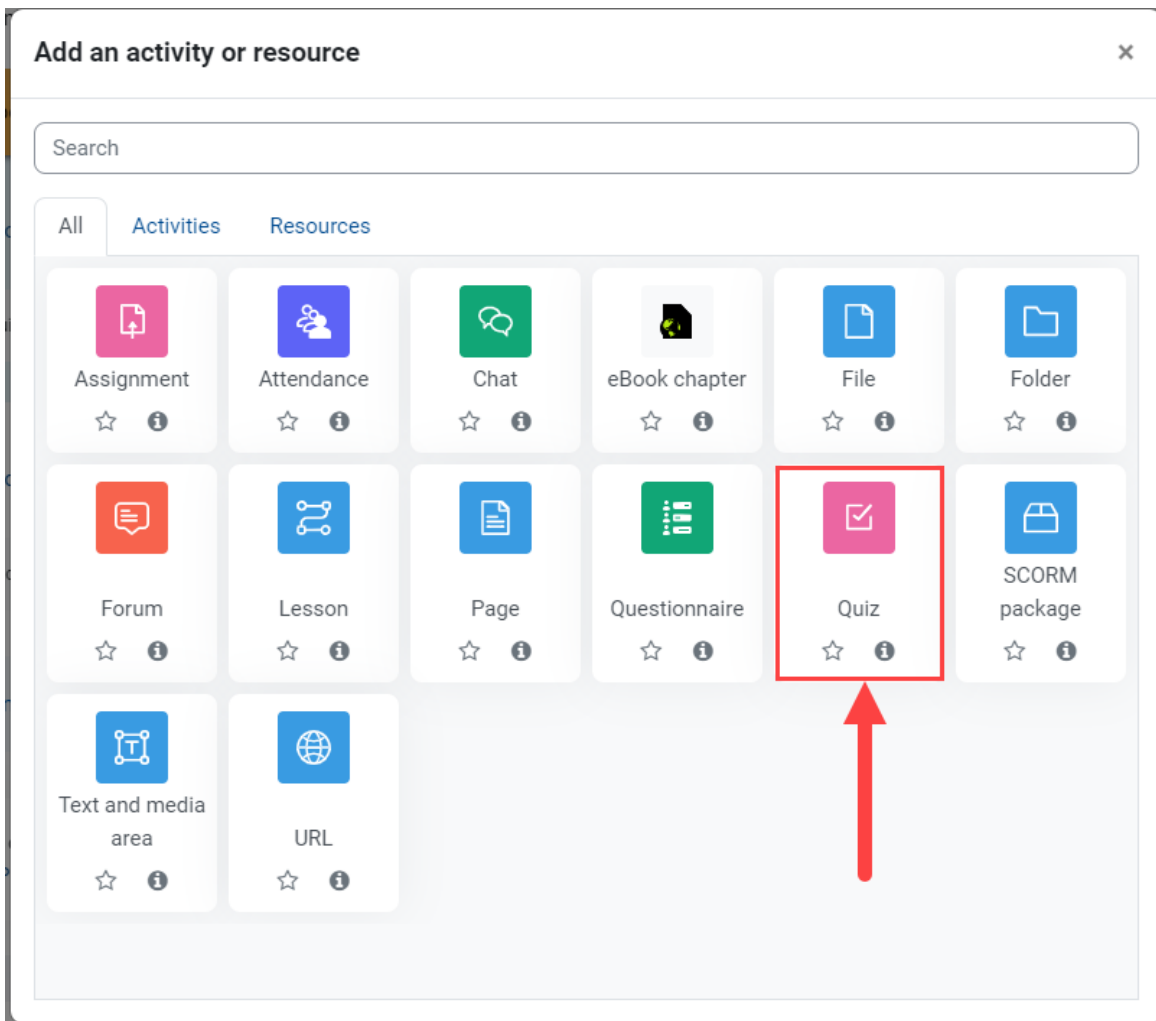 Add an activity or resource
×
Search
All Activities Resources
Assignment Attendance Chat eBook chapter File Folder
Forum Lesson Page Questionnaire Quiz SCORM
package
Text and media
area URL